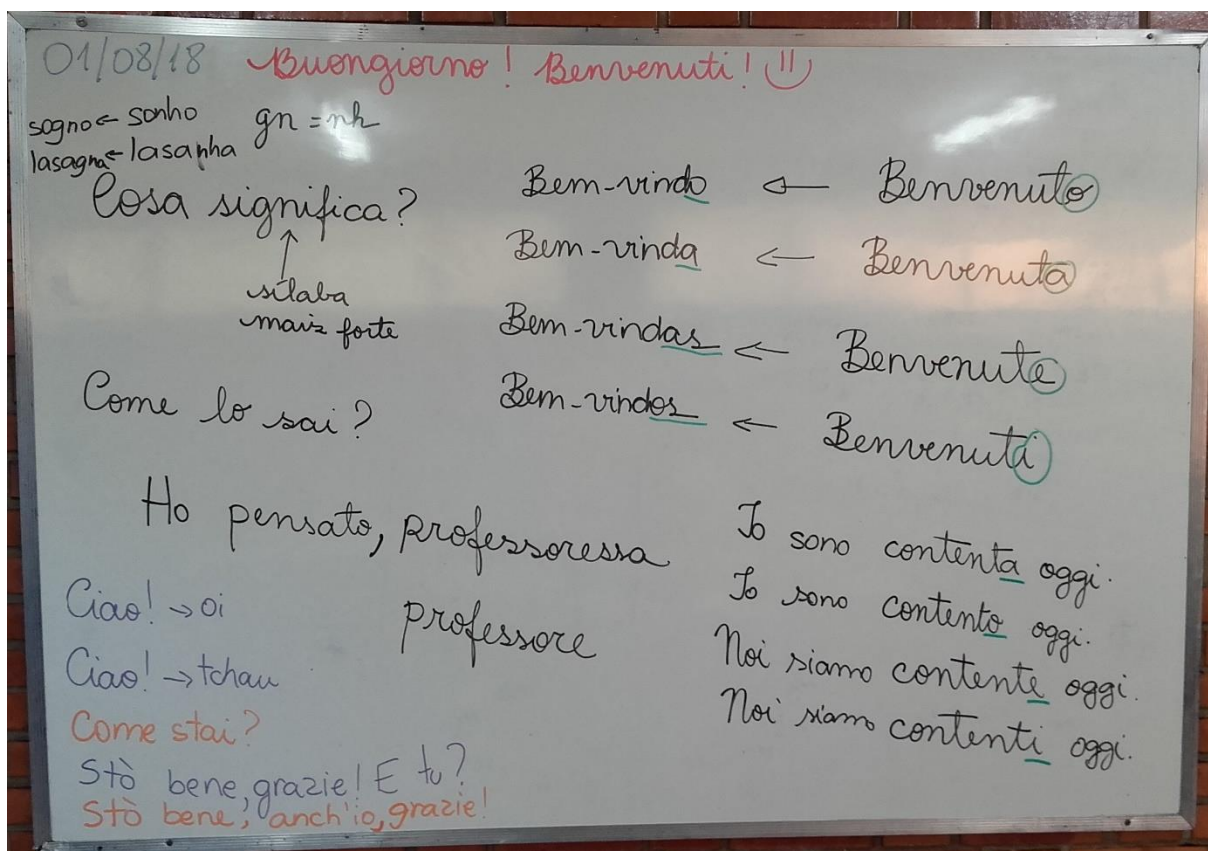 01/08/18 Buongiorno! Benvenuti! :)
sogno ← sonho gn = nh
lasagna ← lasanha
Cosa significa?
↑
sílaba
mais forte
Bem-vindo ← Benvenuto
Bem-vinda ← Benvenuta
Bem-vindas ← Benvenute
Bem-vindos ← Benvenuti
Come lo sai?
Ho pensato, professoressa
professore
Ciao! → oi
Ciao! → tchau
Come stai?
Stò bene, grazie! E tu?
Stò bene, anch'io, grazie!
Io sono contenta oggi.
Io sono contento oggi.
Noi siamo contente oggi.
Noi siamo contenti oggi.